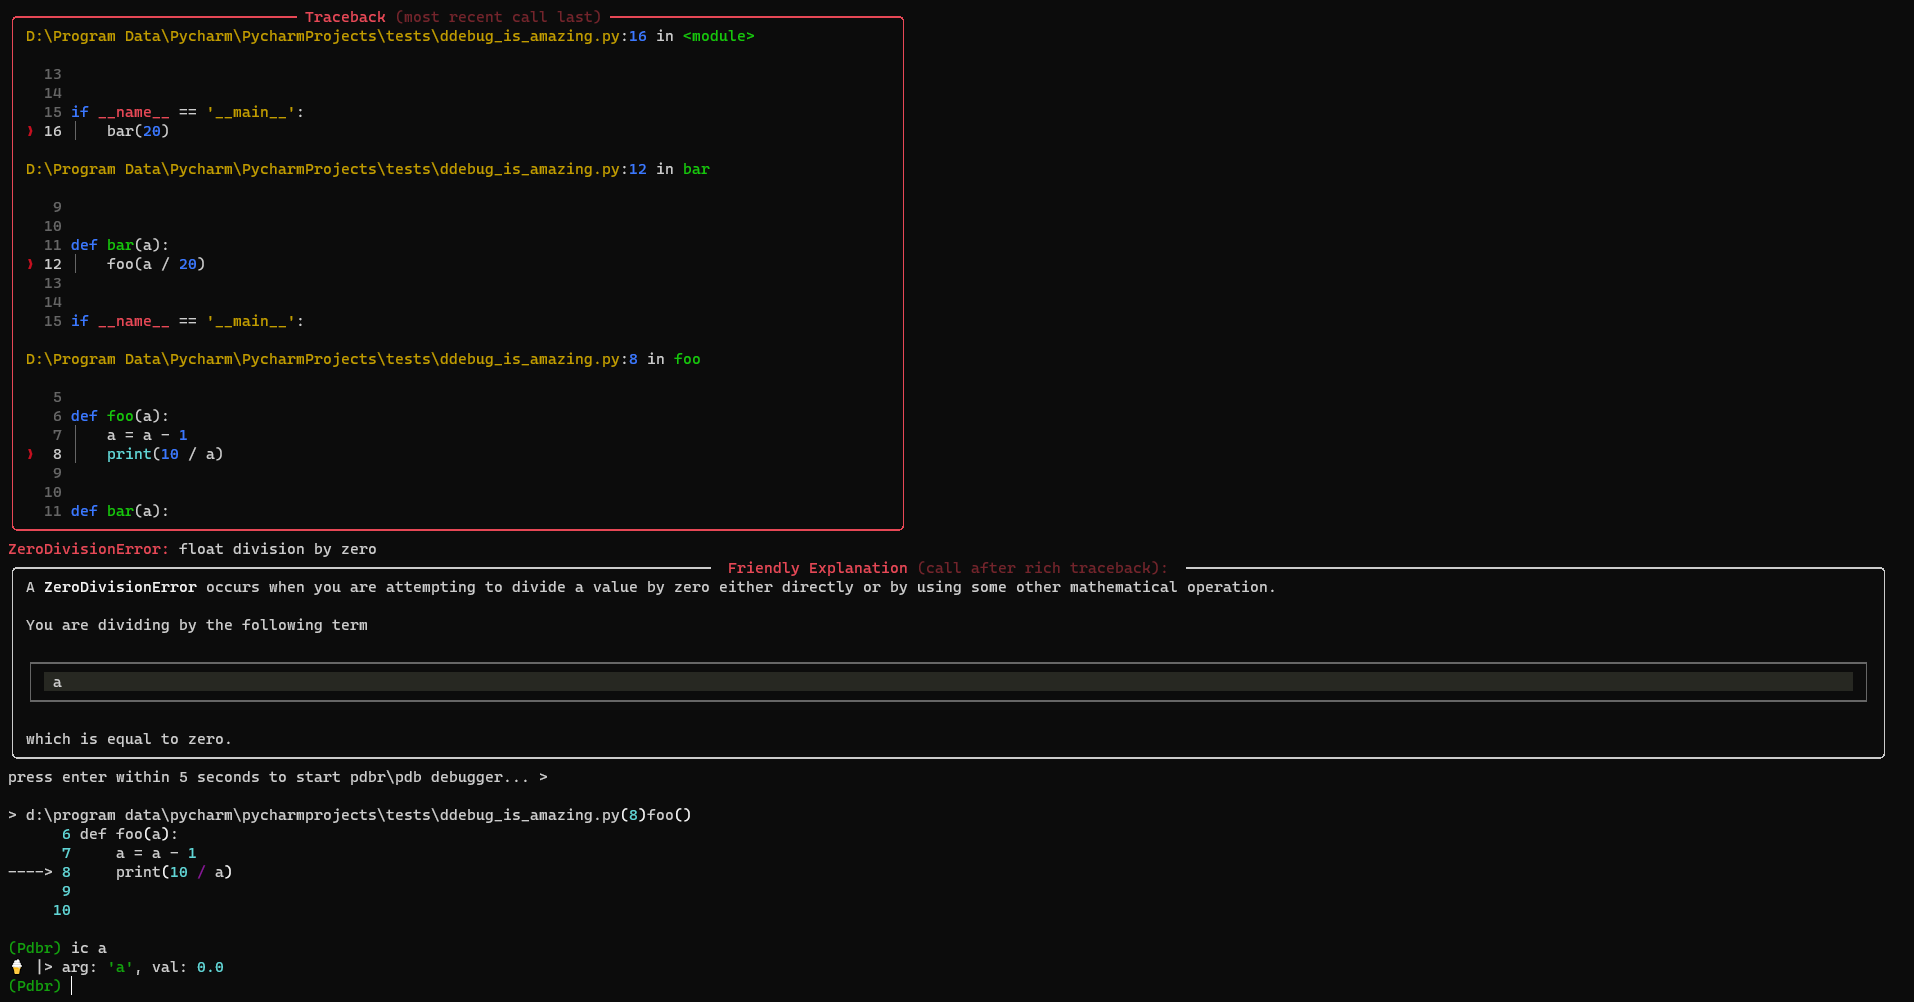 Traceback (most recent call last)
D:\Program Data\Pycharm\PycharmProjects\tests\ddebug_is_amazing.py:16 in <module>
13
14
15 if __name__ == '__main__':
❱ 16 │   bar(20)
D:\Program Data\Pycharm\PycharmProjects\tests\ddebug_is_amazing.py:12 in bar
9
10
11 def bar(a):
❱ 12 │   foo(a / 20)
13
14
15 if __name__ == '__main__':
D:\Program Data\Pycharm\PycharmProjects\tests\ddebug_is_amazing.py:8 in foo
5
6 def foo(a):
7 │   a = a - 1
❱ 8 │   print(10 / a)
9
10
11 def bar(a):
ZeroDivisionError: float division by zero
Friendly Explanation (call after rich traceback):
A ZeroDivisionError occurs when you are attempting to divide a value by zero either directly or by using some other mathematical operation.
You are dividing by the following term
a
which is equal to zero.
press enter within 5 seconds to start pdbr\pdb debugger... >
> d:\program data\pycharm\pycharmprojects\tests\ddebug_is_amazing.py(8)foo()
6 def foo(a):
7     a = a - 1
----> 8     print(10 / a)
9
10
(Pdbr) ic a
🍦 |> arg: 'a', val: 0.0
(Pdbr)